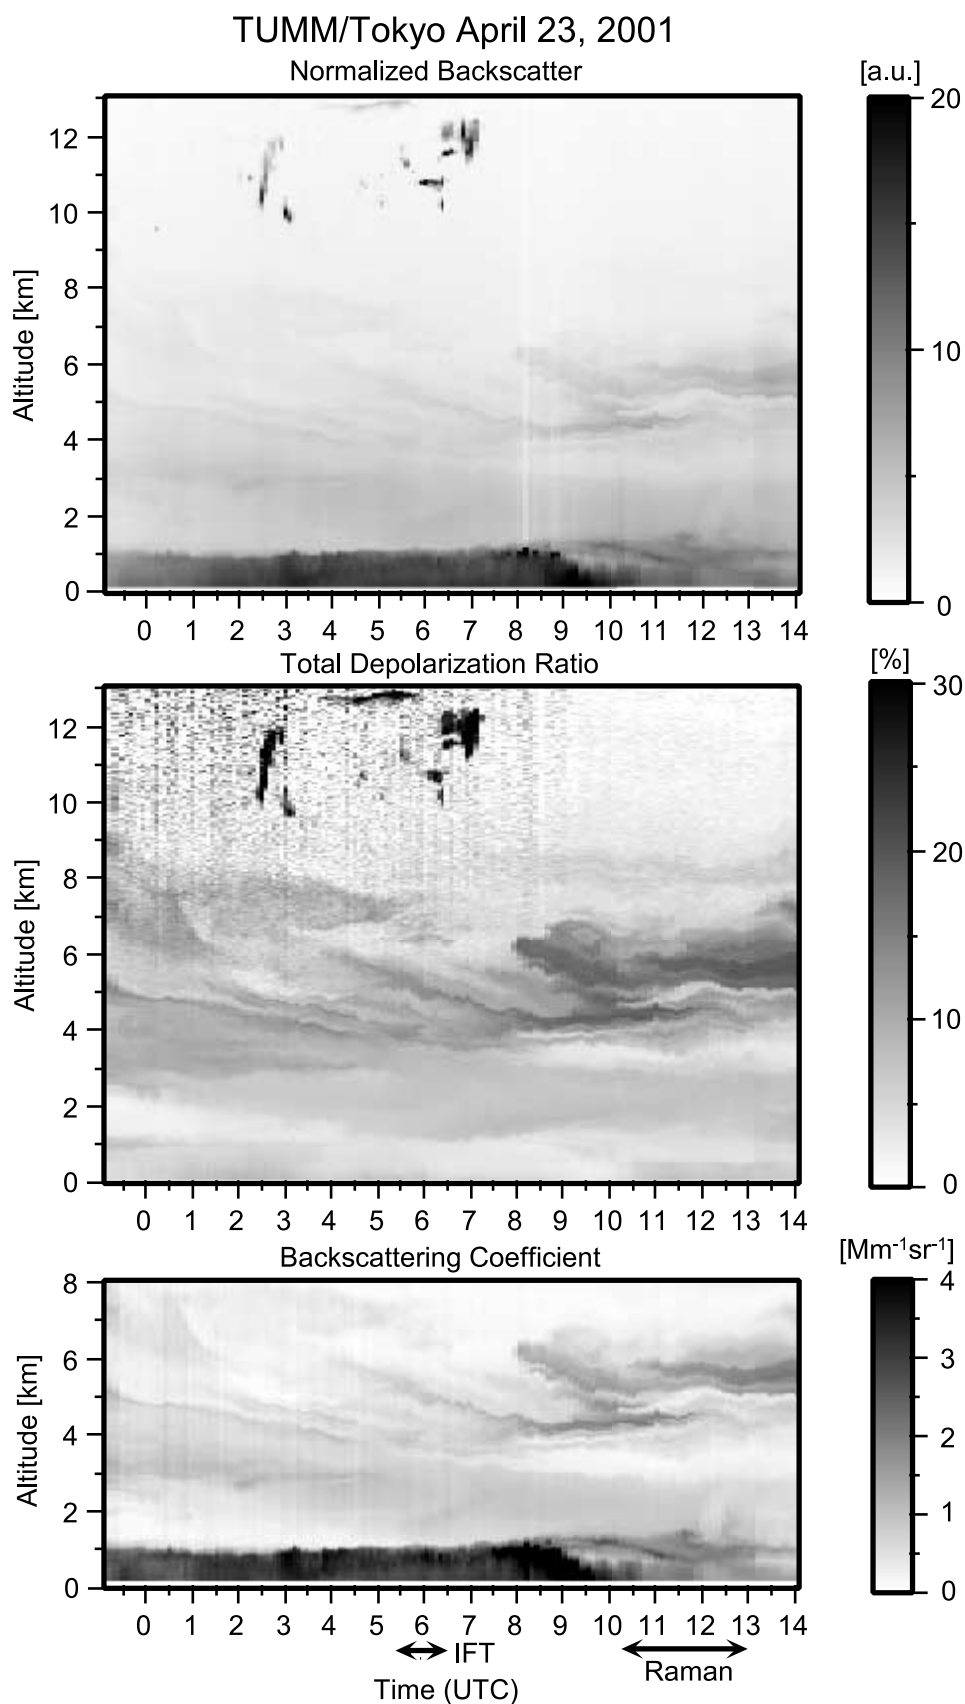 TUMM/Tokyo April 23, 2001
Normalized Backscatter
[a.u.]
12
10
8
6
4
2
0
Altitude [km]
20
10
0
0 1 2 3 4 5 6 7 8 9 10 11 12 13 14
Total Depolarization Ratio
[%]
12
10
8
6
4
2
0
Altitude [km]
30
20
10
0
0 1 2 3 4 5 6 7 8 9 10 11 12 13 14
Backscattering Coefficient
[Mm⁻¹sr⁻¹]
8
6
4
2
0
Altitude [km]
4
3
2
1
0
0 1 2 3 4 5 6 7 8 9 10 11 12 13 14
IFT
Raman
Time (UTC)